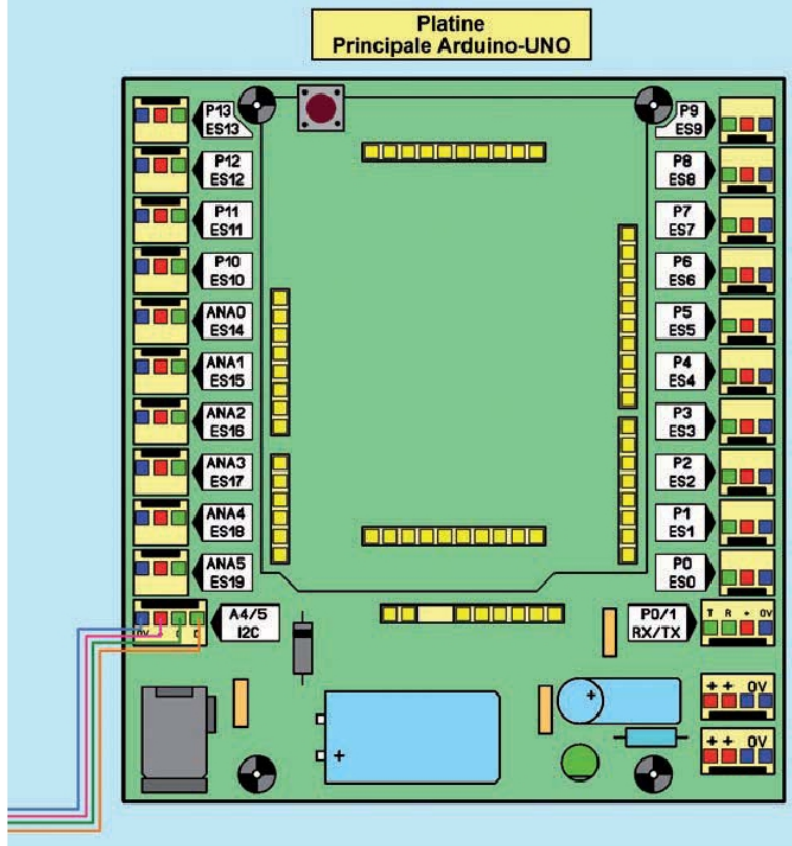 Platine
Principale Arduino-UNO
P13
ES13
P12
ES12
P11
ES11
P10
ES10
ANA0
ES14
ANA1
ES15
ANA2
ES16
ANA3
ES17
ANA4
ES18
ANA5
ES19
A4/5
I2C
0V
P9
ES9
P8
ES8
P7
ES7
P6
ES6
P5
ES5
P4
ES4
P3
ES3
P2
ES2
P1
ES1
P0
ES0
P0/1
RX/TX
T R + 0V
+ + 0V
+ + 0V
+
+